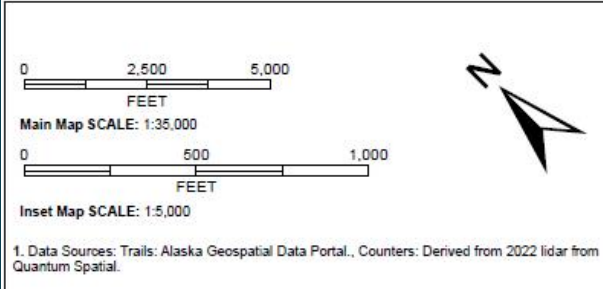 N
0 2,500 5,000
FEET
Main Map SCALE: 1:35,000
0 500 1,000
FEET
Inset Map SCALE: 1:5,000
1. Data Sources: Trails: Alaska Geospatial Data Portal., Counters: Derived from 2022 lidar from
Quantum Spatial.